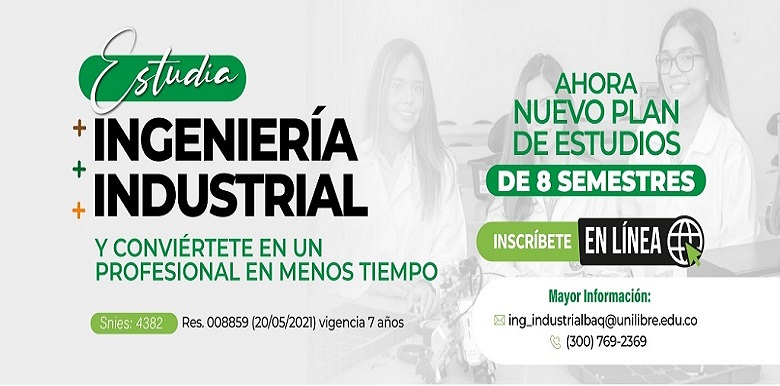 Estudia
INGENIERÍA
INDUSTRIAL
Y CONVIÉRTETE EN UN
PROFESIONAL EN MENOS TIEMPO
Snies: 4382 Res. 008859 (20/05/2021) vigencia 7 años
AHORA
NUEVO PLAN
DE ESTUDIOS
DE 8 SEMESTRES
INSCRÍBETE EN LÍNEA
Mayor Información:
ing_industrialbaq@unilibre.edu.co
(300) 769-2369